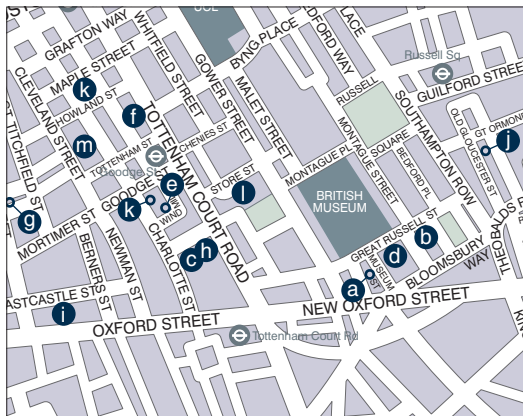 UCL
GRAFTON WAY
MAPLE STREET
HOWLAND ST
WHITFIELD STREET
BYNG PLACE
GOWER STREET
MALET STREET
BEDFORD WAY
PLACE
Russell Sq
GUILFORD STREET
RUSSELL
SQUARE
SOUTHAMPTON ROW
OLD GLOUCESTER ST
GT ORMOND
CLEVELAND STREET
TITCHFIELD ST
TOTTENHAM ST
TOTTENHAM COURT ROAD
CHENIES ST
Goodge St
GOODGE
STORE ST
MONTAGUE PL
MONTAGUE STREET
BEDFORD PL
BRITISH
MUSEUM
MORTIMER ST
NEWMAN ST
BERNERS ST
CHARLOTTE ST
WIND
GREAT RUSSELL ST
MUSEUM
ST
BLOOMSBURY
WAY
THEOBALDS
EASTCASTLE ST
OXFORD STREET
NEW OXFORD STREET
Tottenham Court Rd
k
f
m
e
k
g
l
j
c
h
b
d
a
i